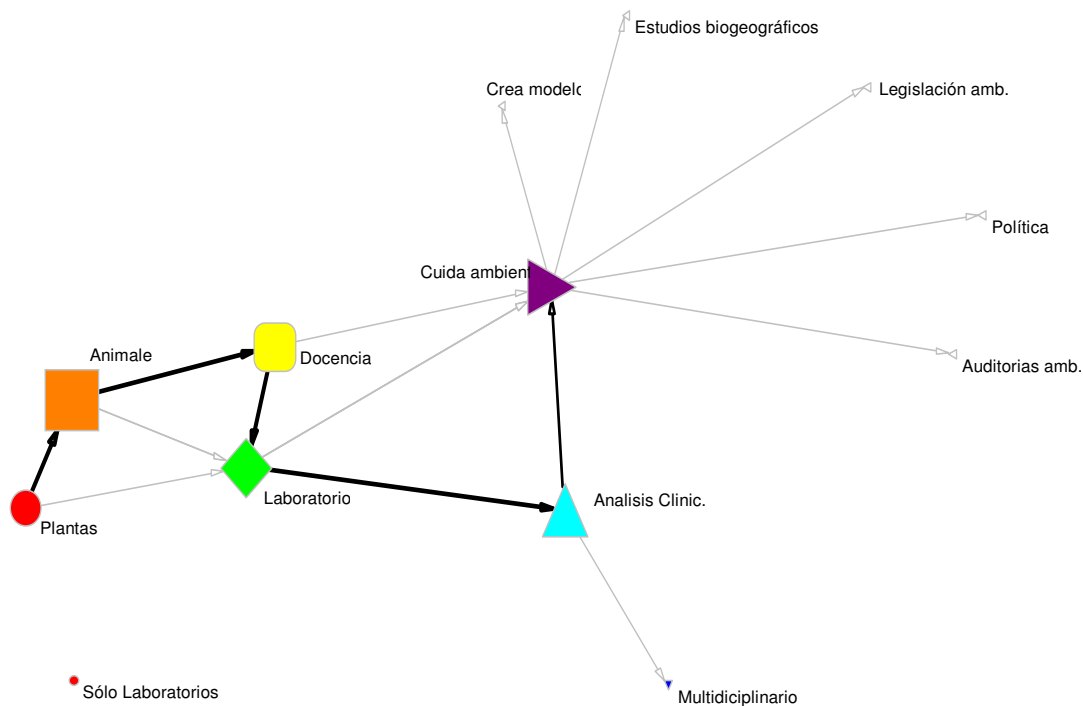 Estudios biogeográficos
Crea modelo
Legislación amb.
Política
Cuida ambient
Animale
Docencia
Auditorias amb.
Laboratorio
Analisis Clinic.
Plantas
Sólo Laboratorios
Multidiciplinario